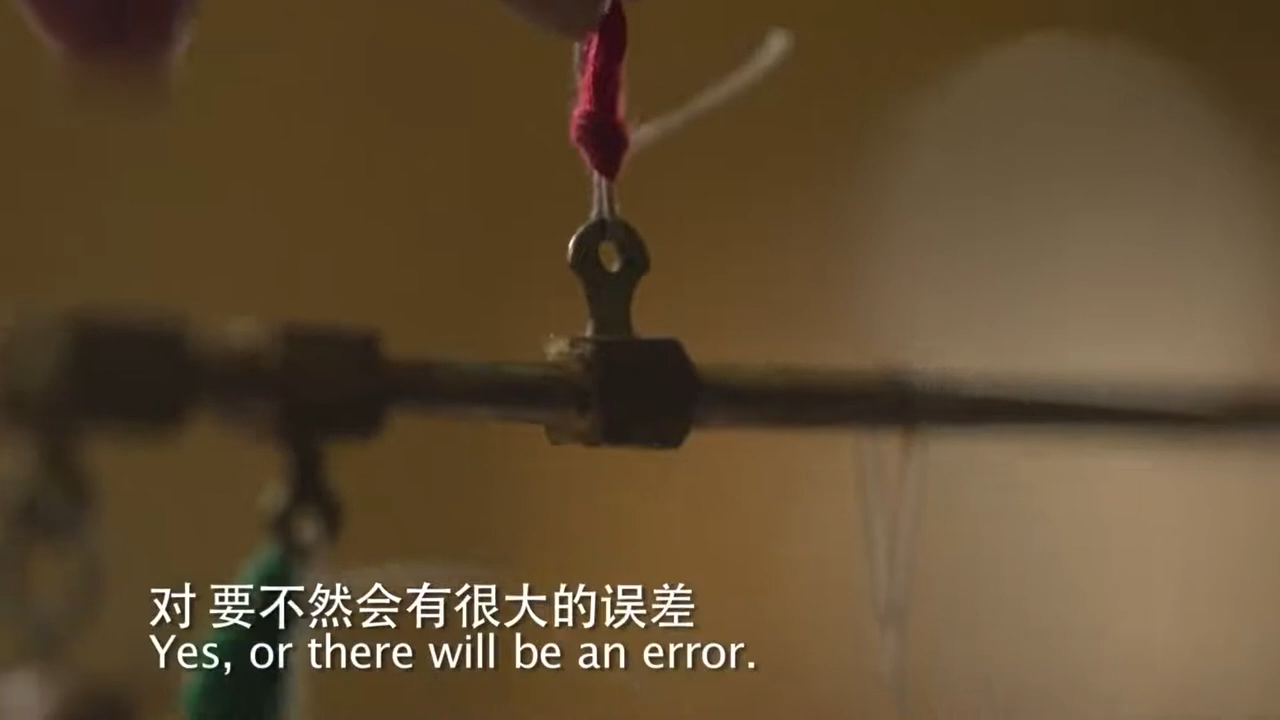 对 要不然会有很大的误差
Yes, or there will be an error.